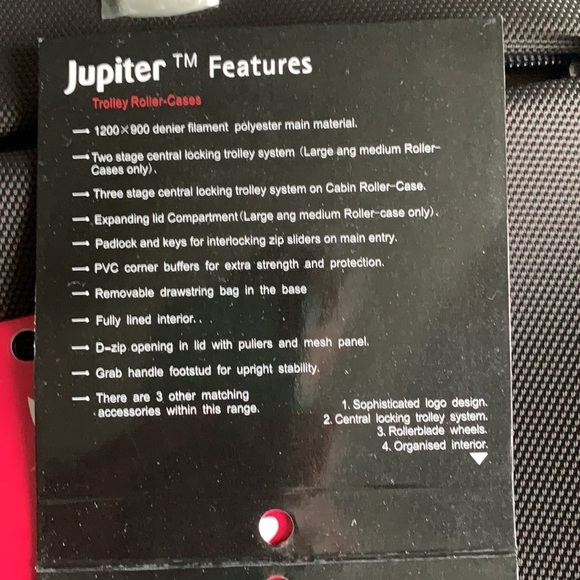 Jupiter ™ Features
Trolley Roller-Cases
1200×900 denier filament polyester main material.
Two stage central locking trolley system (Large ang medium Roller-
Cases only).
Three stage central locking trolley system on Cabin Roller-Case.
Expanding lid Compartment(Large ang medium Roller-case only).
Padlock and keys for interlocking zip sliders on main entry.
PVC corner buffers for extra strength and protection.
Removable drawstring bag in the base
Fully lined interior..
D-zip opening in lid with pullers and mesh panel.
Grab handle footstud for upright stability.
There are 3 other matching
accessories within this range.
1. Sophisticated logo design.
2. Central locking trolley system.
3. Rollerblade wheels.
4. Organised interior.